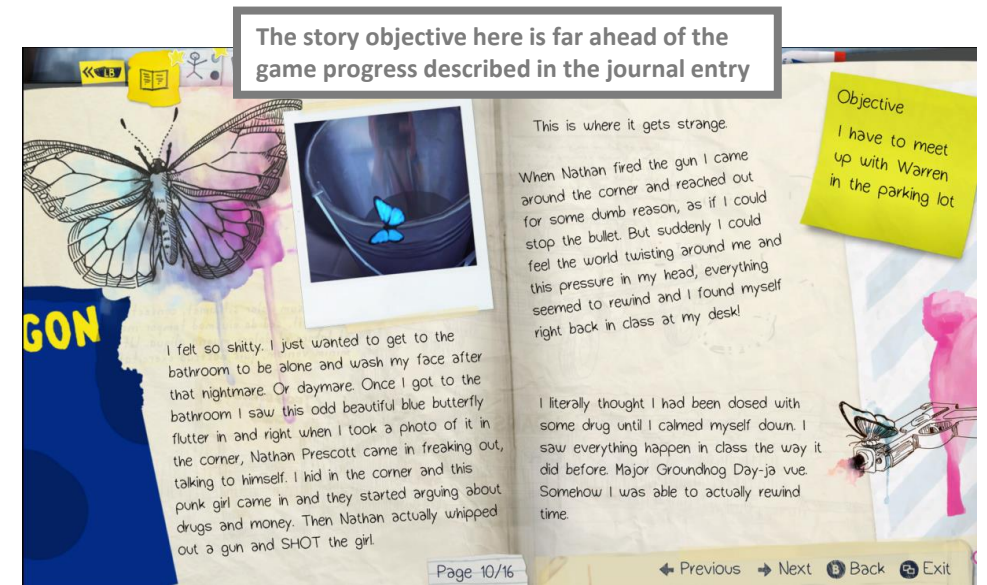 The story objective here is far ahead of the
game progress described in the journal entry
LB
GON
I felt so shitty. I just wanted to get to the
bathroom to be alone and wash my face after
that nightmare. Or daymare. Once I got to the
bathroom I saw this odd beautiful blue butterfly
flutter in and right when I took a photo of it in
the corner, Nathan Prescott came in freaking out,
talking to himself. I hid in the corner and this
punk girl came in and they started arguing about
drugs and money. Then Nathan actually whipped
out a gun and SHOT the girl.
This is where it gets strange.
When Nathan fired the gun I came
around the corner and reached out
for some dumb reason, as if I could
stop the bullet. But suddenly I could
feel the world twisting around me and
this pressure in my head, everything
seemed to rewind and I found myself
right back in class at my desk!
I literally thought I had been dosed with
some drug until I calmed myself down. I
saw everything happen in class the way it
did before. Major Groundhog Day-ja vue.
Somehow I was able to actually rewind
time.
Objective
I have to meet
up with Warren
in the parking lot
Page 10/16
Previous Next B Back Exit